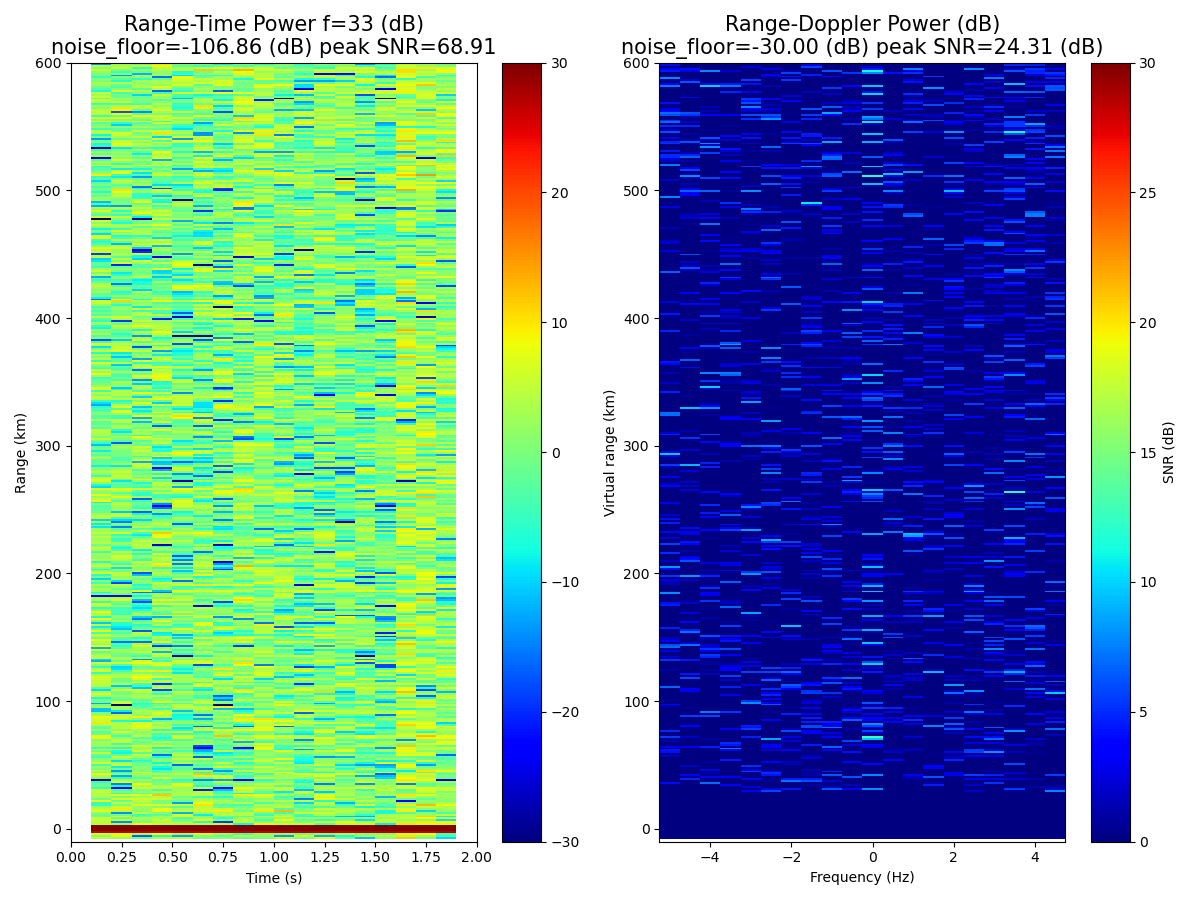 Range-Time Power f=33 (dB)
noise_floor=-106.86 (dB) peak SNR=68.91
600
500
400
300
200
100
0
Range (km)
0.00 0.25 0.50 0.75 1.00 1.25 1.50 1.75 2.00
Time (s)
30
20
10
0
−10
−20
−30
Range-Doppler Power (dB)
noise_floor=-30.00 (dB) peak SNR=24.31 (dB)
600
500
400
300
200
100
0
Virtual range (km)
−4 −2 0 2 4
Frequency (Hz)
30
25
20
15
10
5
0
SNR (dB)